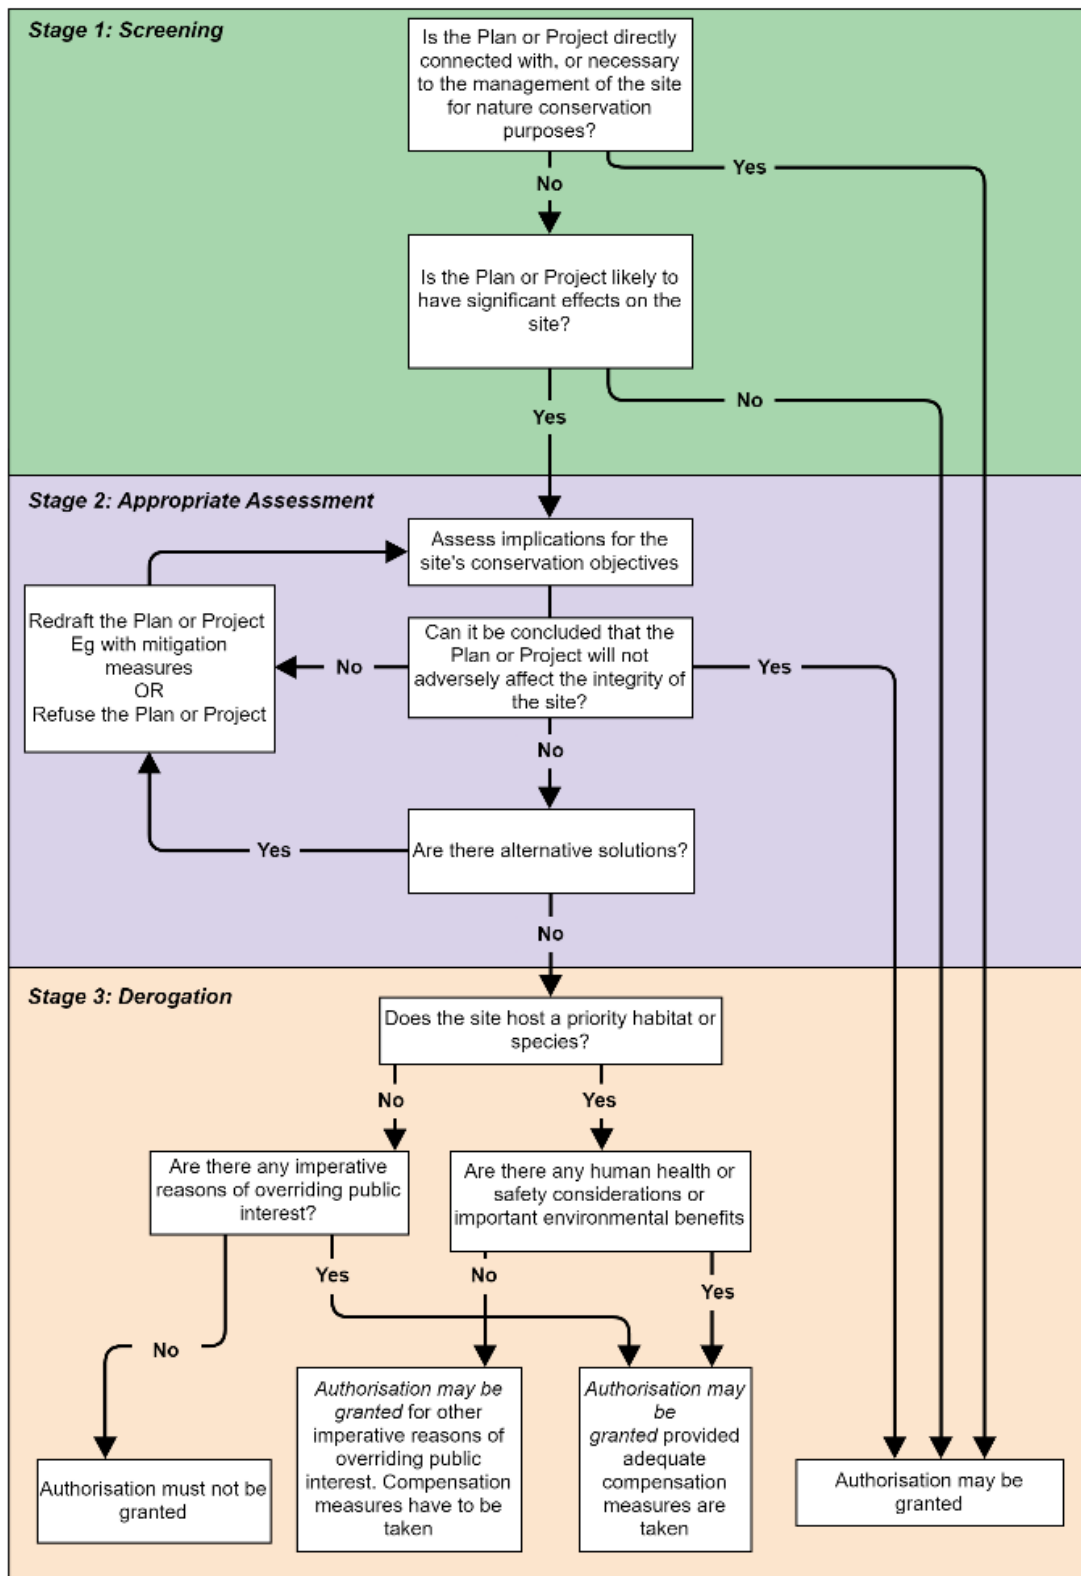 Stage 1: Screening
Is the Plan or Project directly
connected with, or necessary
to the management of the site
for nature conservation
purposes?
No
Yes
Is the Plan or Project likely to
have significant effects on the
site?
Yes
No
Stage 2: Appropriate Assessment
Assess implications for the
site's conservation objectives
Redraft the Plan or Project
Eg with mitigation
measures
OR
Refuse the Plan or Project
No
Can it be concluded that the
Plan or Project will not
adversely affect the integrity of
the site?
Yes
No
Yes
Are there alternative solutions?
No
Stage 3: Derogation
Does the site host a priority habitat or
species?
No
Yes
Are there any imperative
reasons of overriding public
interest?
Are there any human health or
safety considerations or
important environmental benefits
No
Yes
No
Yes
Authorisation must not be
granted
Authorisation may be
granted for other
imperative reasons of
overriding public
interest. Compensation
measures have to be
taken
Authorisation may
be
granted provided
adequate
compensation
measures are
taken
Authorisation may be
granted